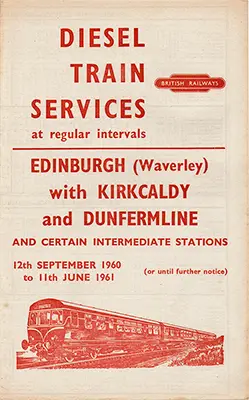 DIESEL
TRAIN
SERVICES
BRITISH RAILWAYS
at regular intervals
EDINBURGH (Waverley)
with KIRKCALDY
and DUNFERMLINE
AND CERTAIN INTERMEDIATE STATIONS
12th SEPTEMBER 1960
to 11th JUNE 1961
(or until further notice)